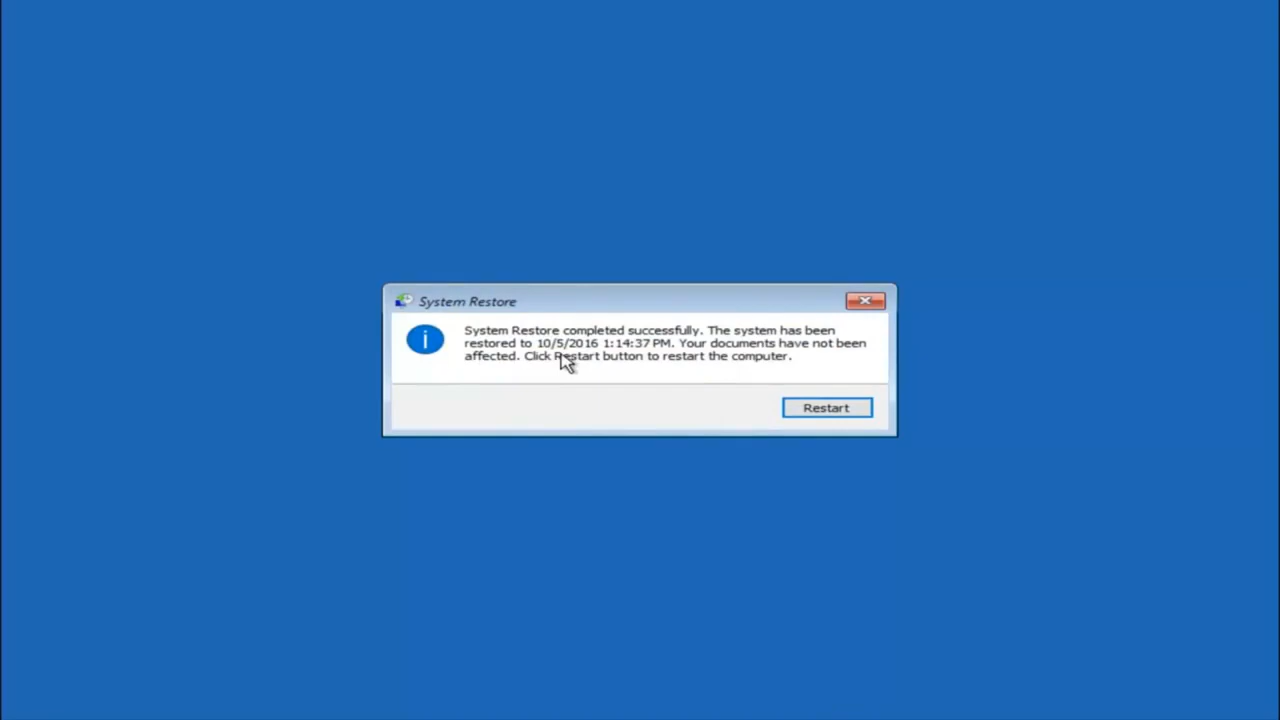 System Restore
System Restore completed successfully. The system has been
restored to 10/5/2016 1:14:37 PM. Your documents have not been
affected. Click Restart button to restart the computer.
Restart